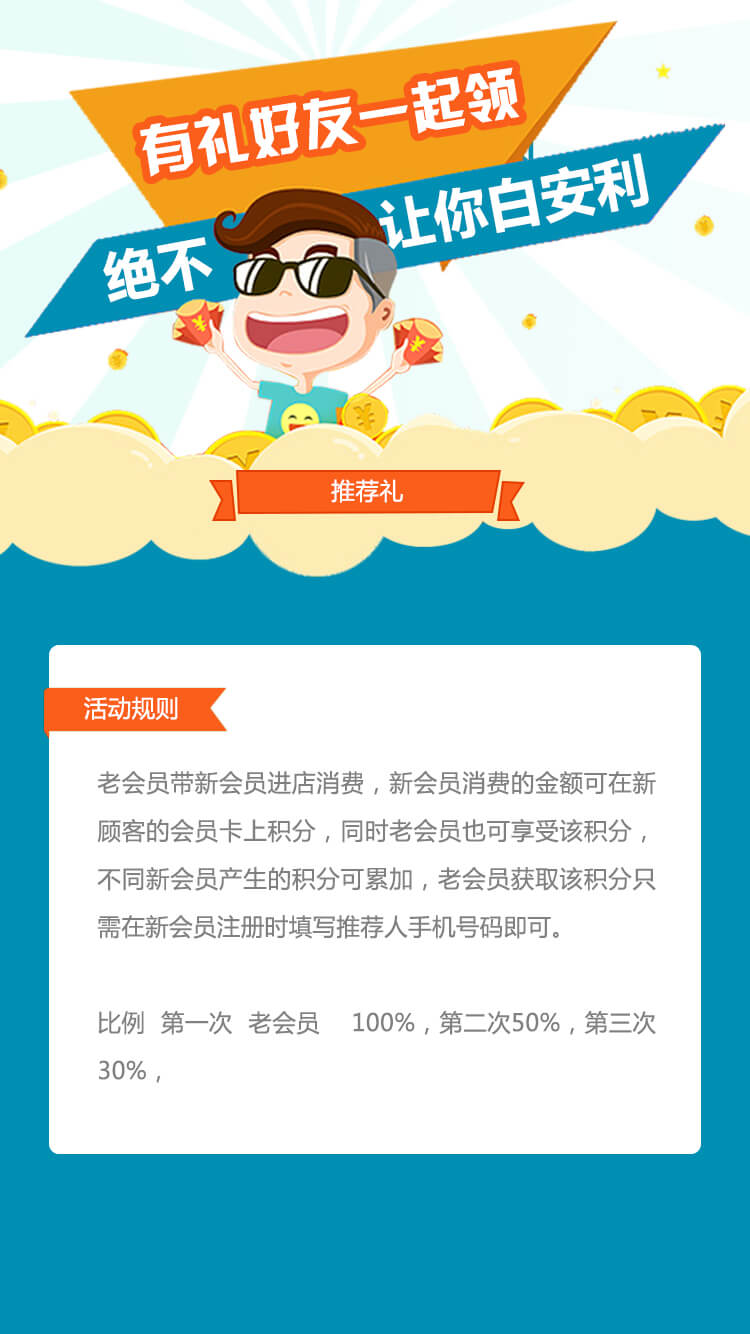 有礼好友一起领
绝不让你白安利
推荐礼
活动规则
老会员带新会员进店消费，新会员消费的金额可在新
顾客的会员卡上积分，同时老会员也可享受该积分，
不同新会员产生的积分可累加，老会员获取该积分只
需在新会员注册时填写推荐人手机号码即可。
比例 第一次 老会员 100%，第二次50%，第三次
30%，